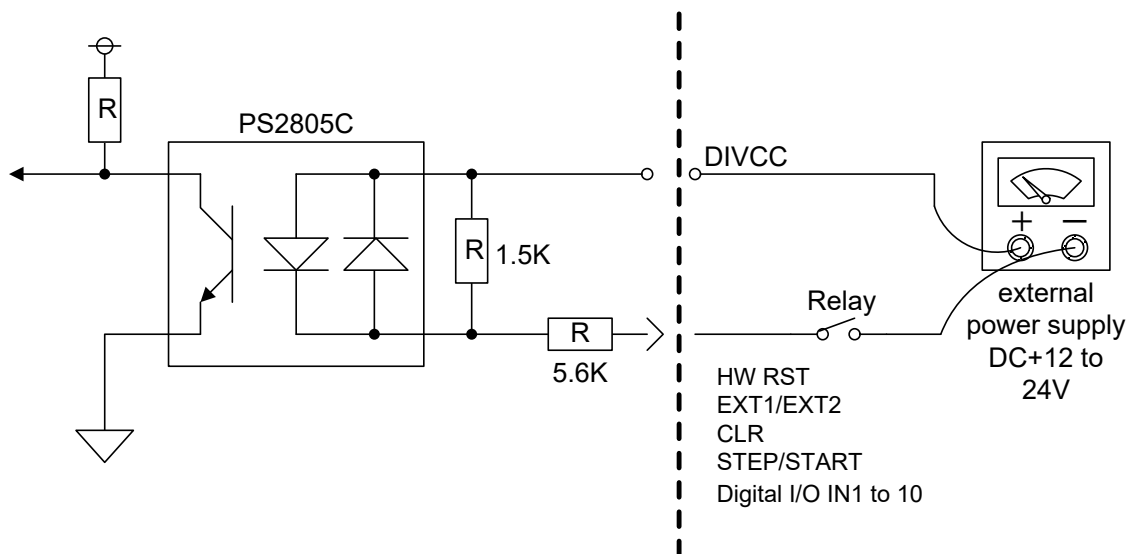 R
PS2805C
DIVCC
R
1.5K
+
−
Relay
R
5.6K
external
power supply
DC+12 to
24V
HW RST
EXT1/EXT2
CLR
STEP/START
Digital I/O IN1 to 10